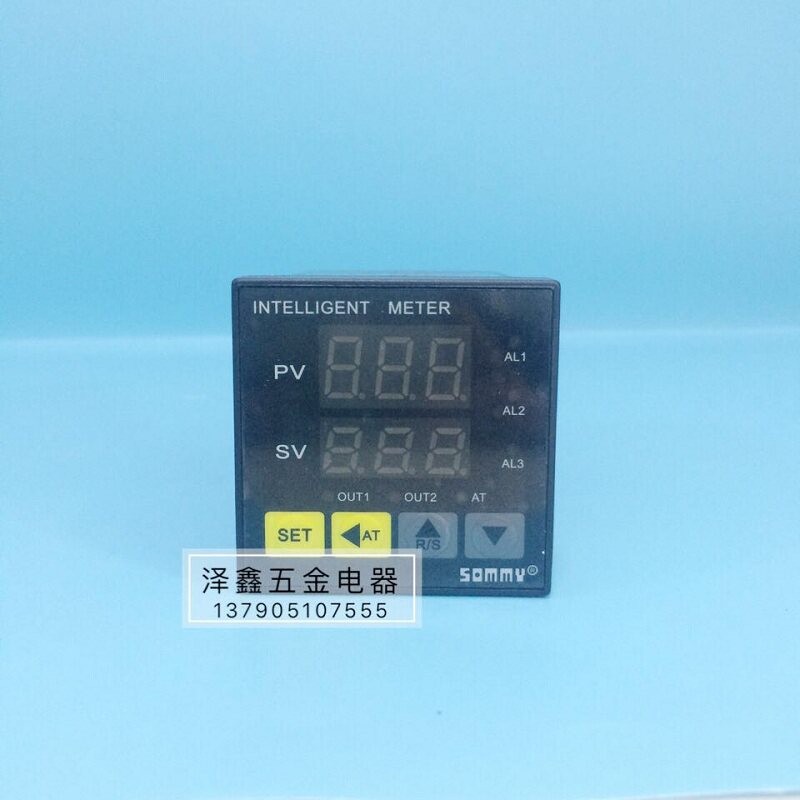 INTELLIGENT METER
PV
AL1
AL2
SV
AL3
OUT1 OUT2 AT
SET AT R/S
sommy®
泽鑫五金电器
137905107555